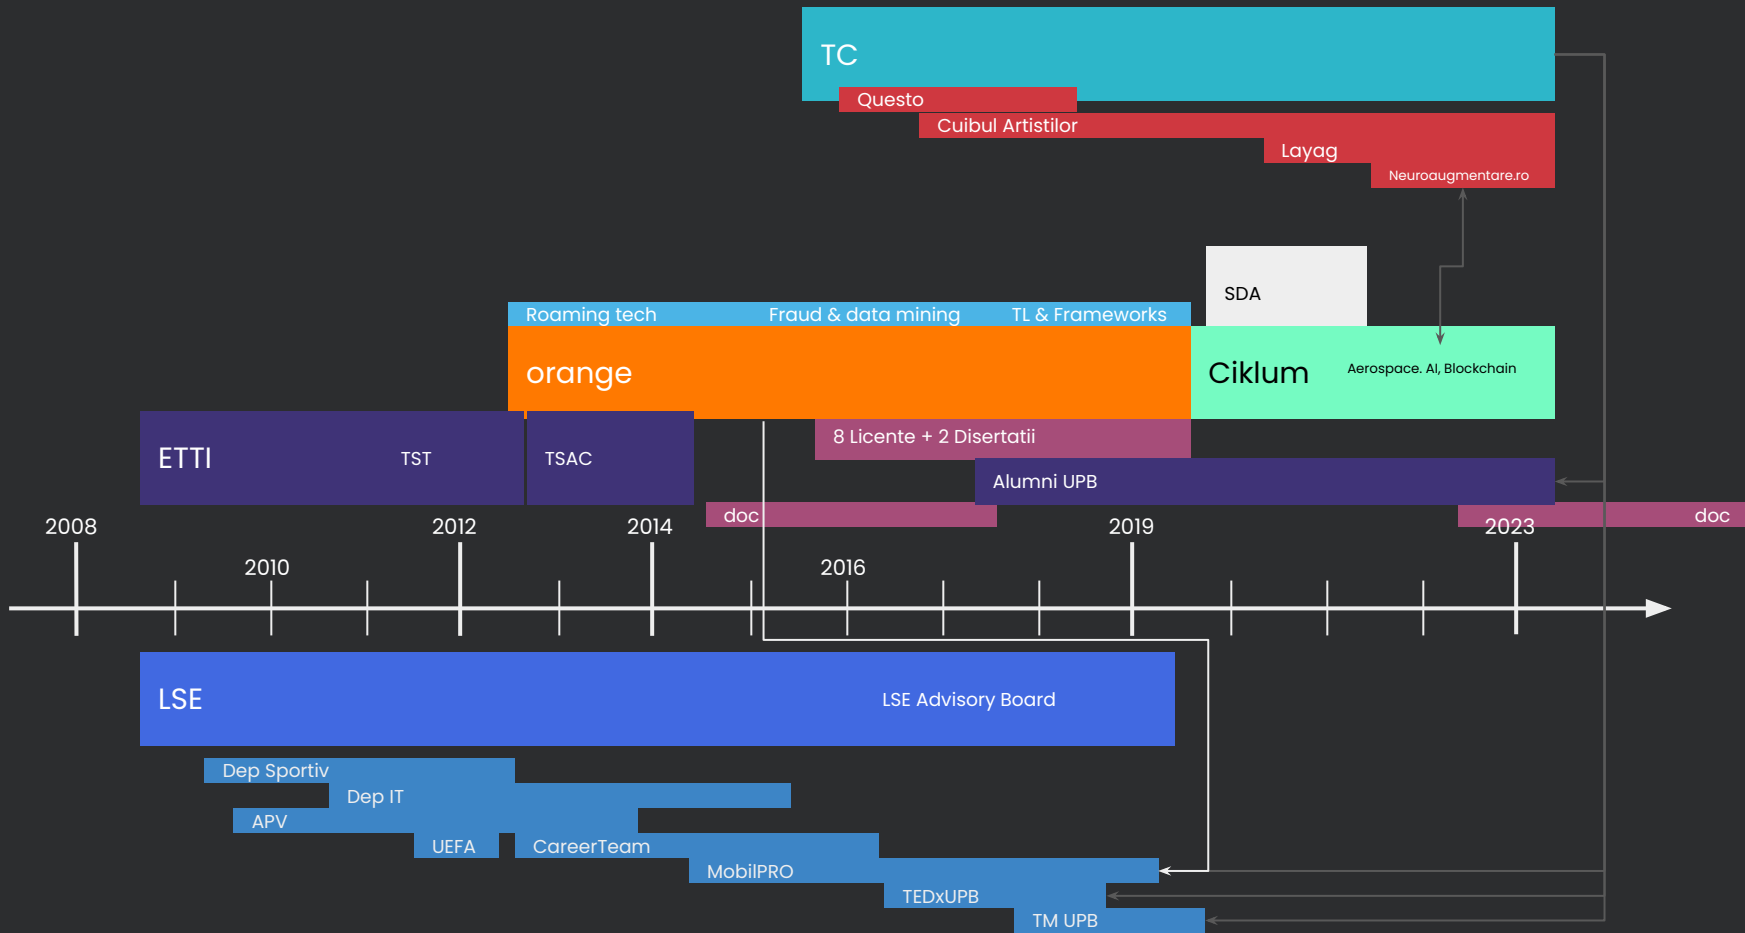 TC
Questo
Cuibul Artistilor
Layag
Neuroaugmentare.ro
SDA
Roaming tech
Fraud & data mining
TL & Frameworks
orange
Ciklum
Aerospace. AI, Blockchain
8 Licente + 2 Disertatii
ETTI
TST
TSAC
Alumni UPB
doc
doc
2008
2012
2014
2019
2023
2010
2016
LSE
LSE Advisory Board
Dep Sportiv
Dep IT
APV
UEFA
CareerTeam
MobilPRO
TEDxUPB
TM UPB